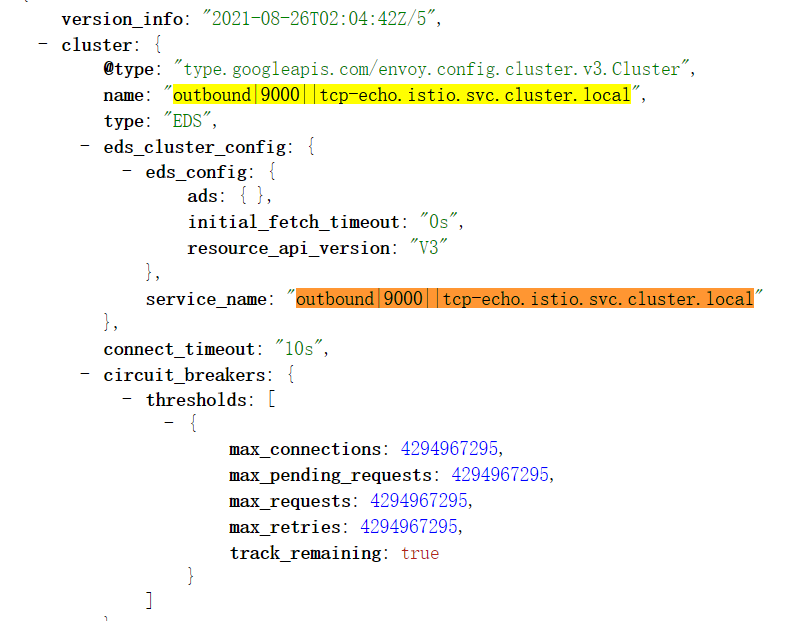 version_info: "2021-08-26T02:04:42Z/5",
- cluster: {
@type: "type.googleapis.com/envoy.config.cluster.v3.Cluster",
name: "outbound|9000||tcp-echo.istio.svc.cluster.local",
type: "EDS",
- eds_cluster_config: {
- eds_config: {
ads: { },
initial_fetch_timeout: "0s",
resource_api_version: "V3"
},
service_name: "outbound|9000||tcp-echo.istio.svc.cluster.local"
},
connect_timeout: "10s",
- circuit_breakers: {
- thresholds: [
- {
max_connections: 4294967295,
max_pending_requests: 4294967295,
max_requests: 4294967295,
max_retries: 4294967295,
track_remaining: true
}
]